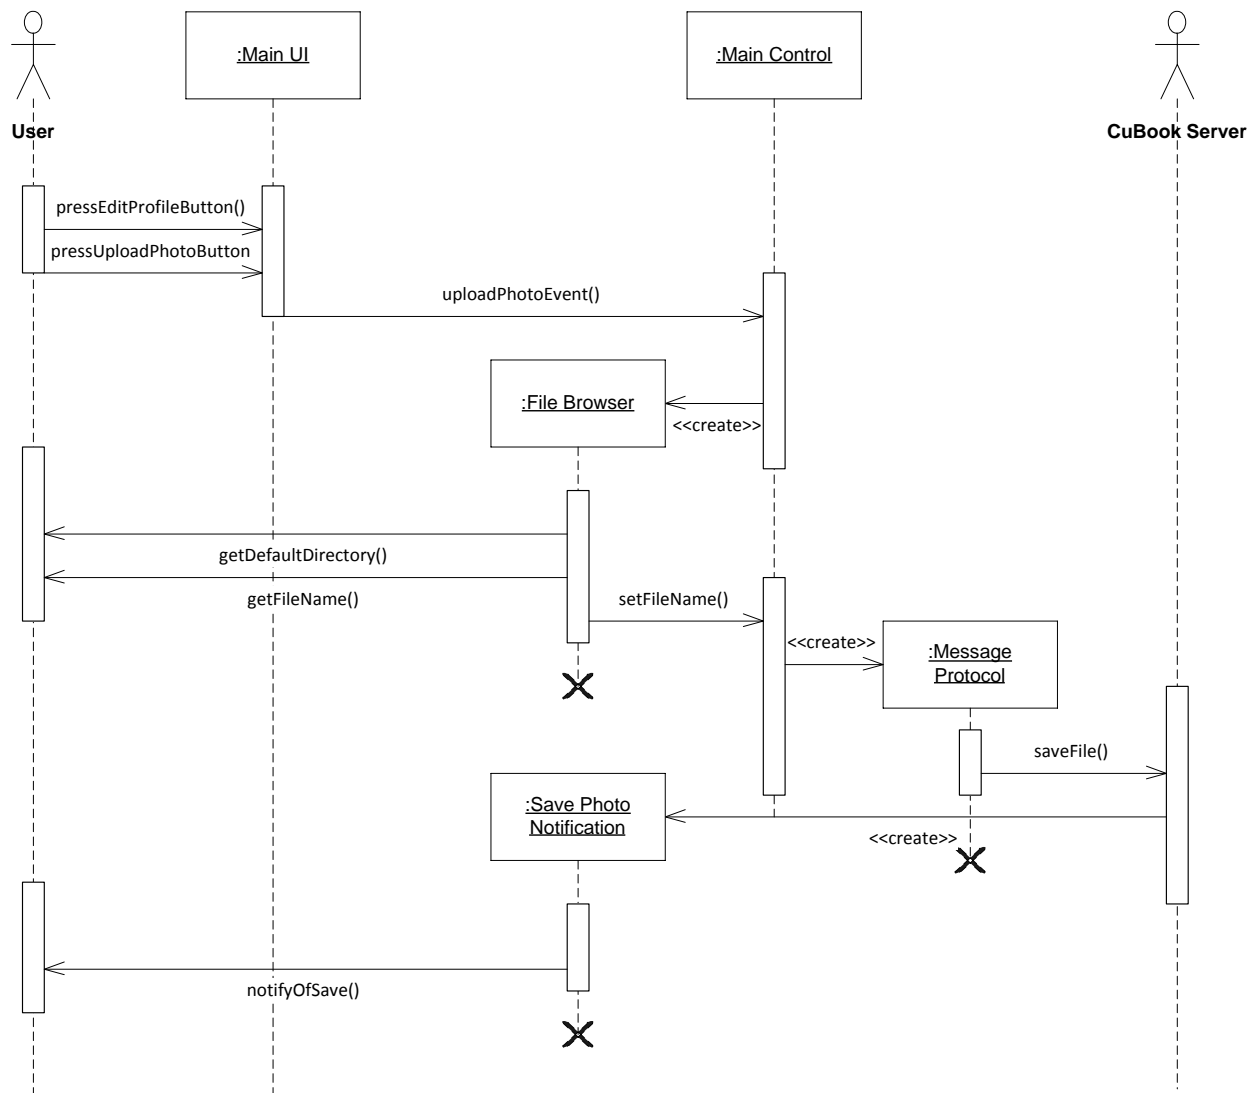 :Main UI
:Main Control
User
CuBook Server
pressEditProfileButton()
pressUploadPhotoButton
uploadPhotoEvent()
:File Browser
<<create>>
getDefaultDirectory()
getFileName()
setFileName()
<<create>>
:Message
Protocol
saveFile()
:Save Photo
Notification
<<create>>
notifyOfSave()